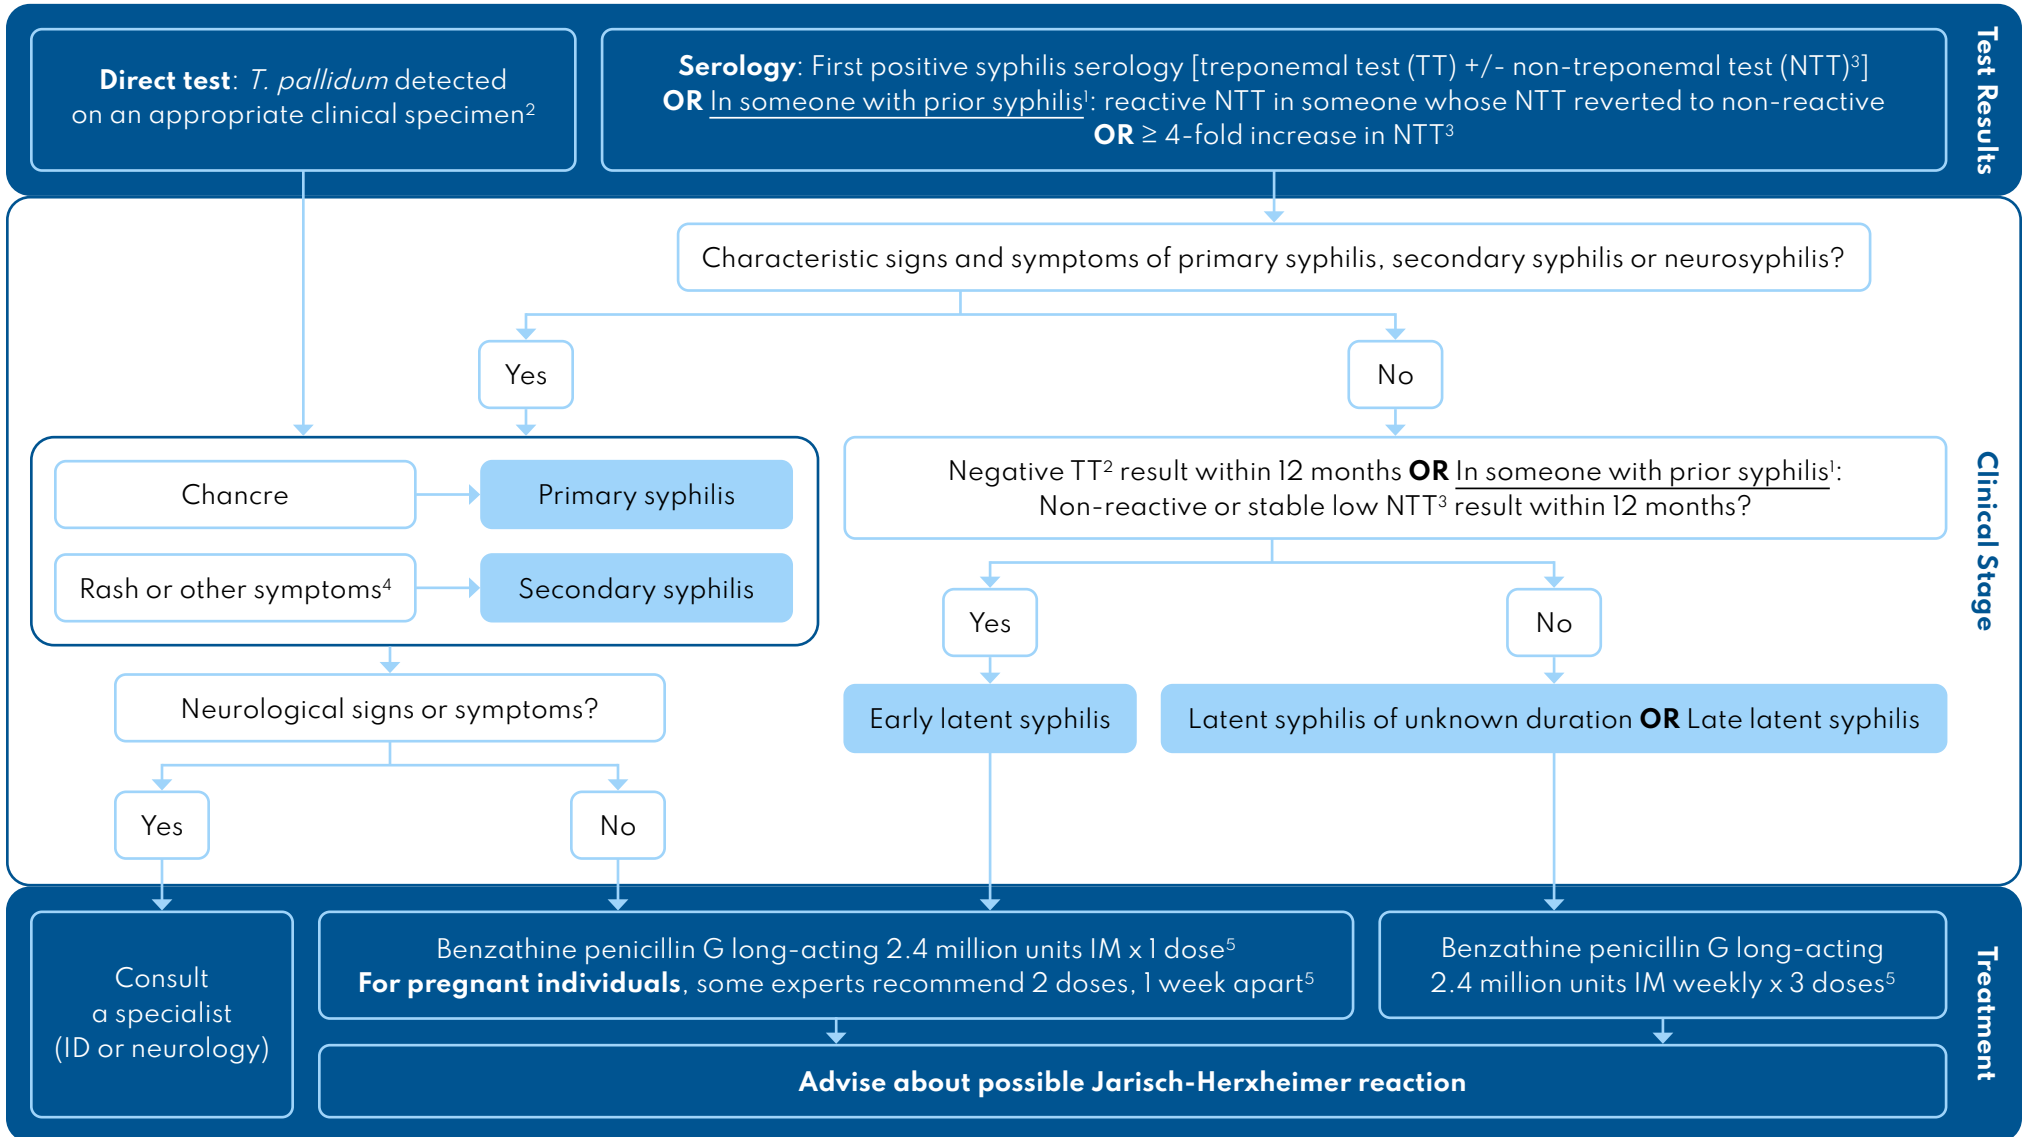 Direct test: T. pallidum detected
on an appropriate clinical specimen²
Serology: First positive syphilis serology [treponemal test (TT) +/- non-treponemal test (NTT)³]
OR In someone with prior syphilis¹: reactive NTT in someone whose NTT reverted to non-reactive
OR ≥ 4-fold increase in NTT³
Test Results
Characteristic signs and symptoms of primary syphilis, secondary syphilis or neurosyphilis?
Yes
No
Chancre
Primary syphilis
Rash or other symptoms⁴
Secondary syphilis
Negative TT² result within 12 months OR In someone with prior syphilis¹:
Non-reactive or stable low NTT³ result within 12 months?
Yes
No
Clinical Stage
Neurological signs or symptoms?
Early latent syphilis
Latent syphilis of unknown duration OR Late latent syphilis
Yes
No
Consult
a specialist
(ID or neurology)
Benzathine penicillin G long-acting 2.4 million units IM x 1 dose⁵
For pregnant individuals, some experts recommend 2 doses, 1 week apart⁵
Benzathine penicillin G long-acting
2.4 million units IM weekly x 3 doses⁵
Advise about possible Jarisch-Herxheimer reaction
Treatment